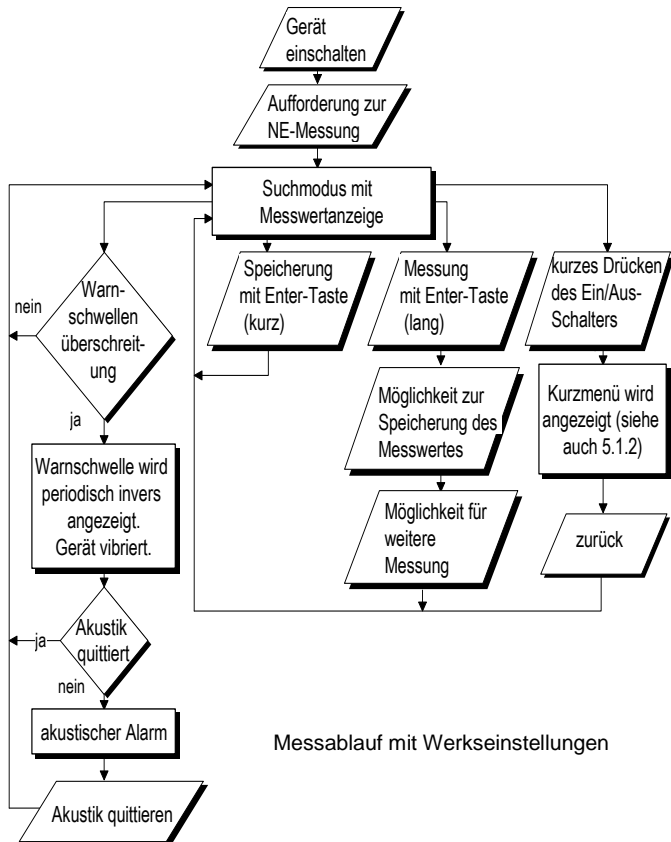 Gerät
einschalten
Aufforderung zur
NE-Messung
Suchmodus mit
Messwertanzeige
nein
Warn-
schwellen
überschreit-
ung
ja
Speicherung
mit Enter-Taste
(kurz)
Messung
mit Enter-Taste
(lang)
kurzes Drücken
des Ein/Aus-
Schalters
Möglichkeit zur
Speicherung des
Messwertes
Kurzmenü wird
angezeigt (siehe
auch 5.1.2)
Warnschwelle wird
periodisch invers
angezeigt.
Gerät vibriert.
Möglichkeit für
weitere
Messung
zurück
ja
Akustik
quittiert
nein
akustischer Alarm
Akustik quittieren
Messablauf mit Werkseinstellungen